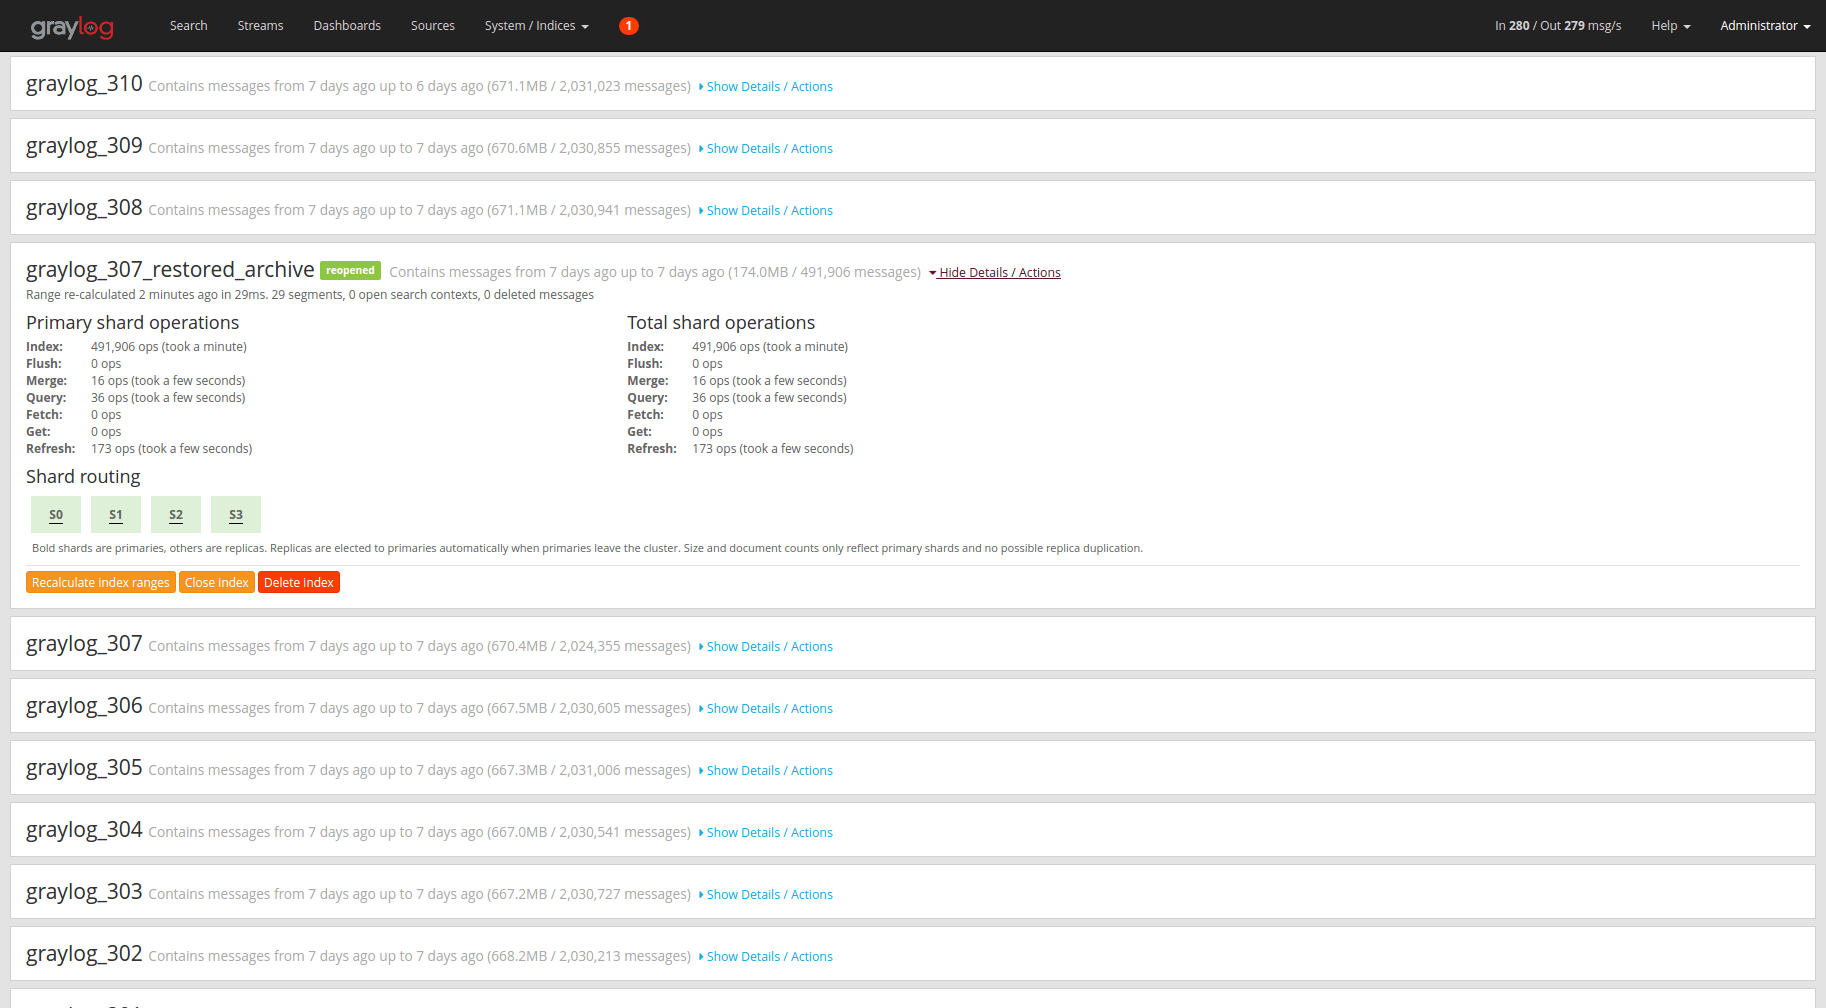 graylog Search Streams Dashboards Sources System / Indices 1 In 280 / Out 279 msg/s Help Administrator
graylog_310 Contains messages from 7 days ago up to 6 days ago (671.1MB / 2,031,023 messages) Show Details / Actions
graylog_309 Contains messages from 7 days ago up to 7 days ago (670.6MB / 2,030,855 messages) Show Details / Actions
graylog_308 Contains messages from 7 days ago up to 7 days ago (671.1MB / 2,030,941 messages) Show Details / Actions
graylog_307_restored_archive reopened Contains messages from 7 days ago up to 7 days ago (174.0MB / 491,906 messages) Hide Details / Actions
Range re-calculated 2 minutes ago in 29ms. 29 segments, 0 open search contexts, 0 deleted messages
Primary shard operations
Index: 491,906 ops (took a minute)
Flush: 0 ops
Merge: 16 ops (took a few seconds)
Query: 36 ops (took a few seconds)
Fetch: 0 ops
Get: 0 ops
Refresh: 173 ops (took a few seconds)
Total shard operations
Index: 491,906 ops (took a minute)
Flush: 0 ops
Merge: 16 ops (took a few seconds)
Query: 36 ops (took a few seconds)
Fetch: 0 ops
Get: 0 ops
Refresh: 173 ops (took a few seconds)
Shard routing
S0 S1 S2 S3
Bold shards are primaries, others are replicas. Replicas are elected to primaries automatically when primaries leave the cluster. Size and document counts only reflect primary shards and no possible replica duplication.
Recalculate index ranges Close index Delete index
graylog_307 Contains messages from 7 days ago up to 7 days ago (670.4MB / 2,024,355 messages) Show Details / Actions
graylog_306 Contains messages from 7 days ago up to 7 days ago (667.5MB / 2,030,605 messages) Show Details / Actions
graylog_305 Contains messages from 7 days ago up to 7 days ago (667.3MB / 2,031,006 messages) Show Details / Actions
graylog_304 Contains messages from 7 days ago up to 7 days ago (667.0MB / 2,030,541 messages) Show Details / Actions
graylog_303 Contains messages from 7 days ago up to 7 days ago (667.2MB / 2,030,727 messages) Show Details / Actions
graylog_302 Contains messages from 7 days ago up to 7 days ago (668.2MB / 2,030,213 messages) Show Details / Actions